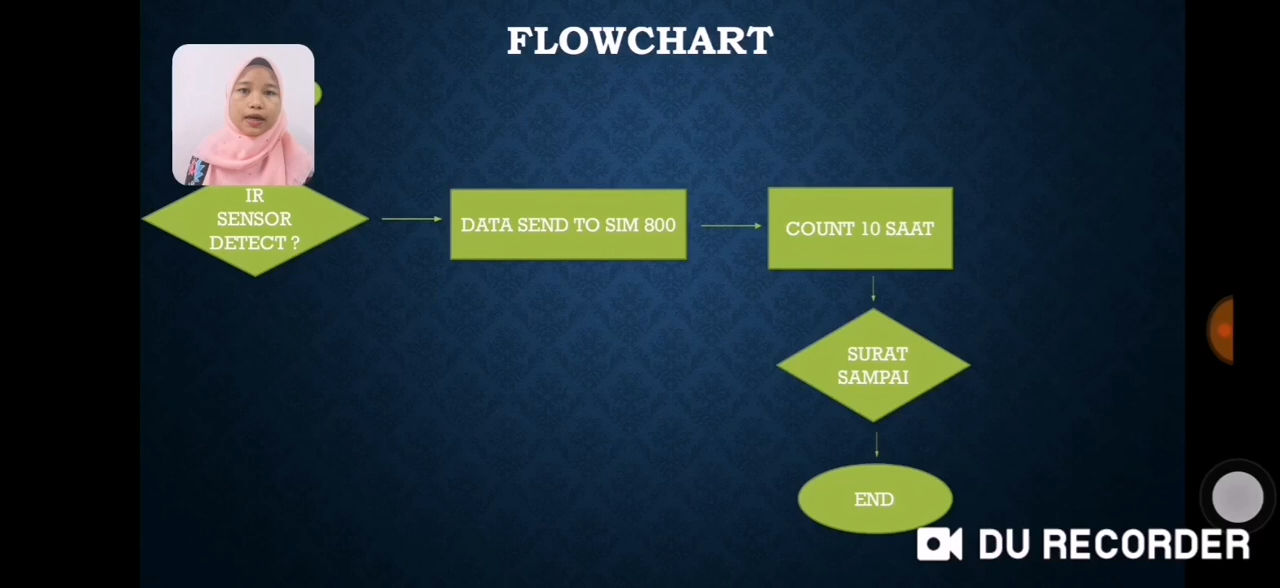 FLOWCHART
IR
SENSOR
DETECT ?
DATA SEND TO SIM 800
COUNT 10 SAAT
SURAT
SAMPAI
END
DU RECORDER